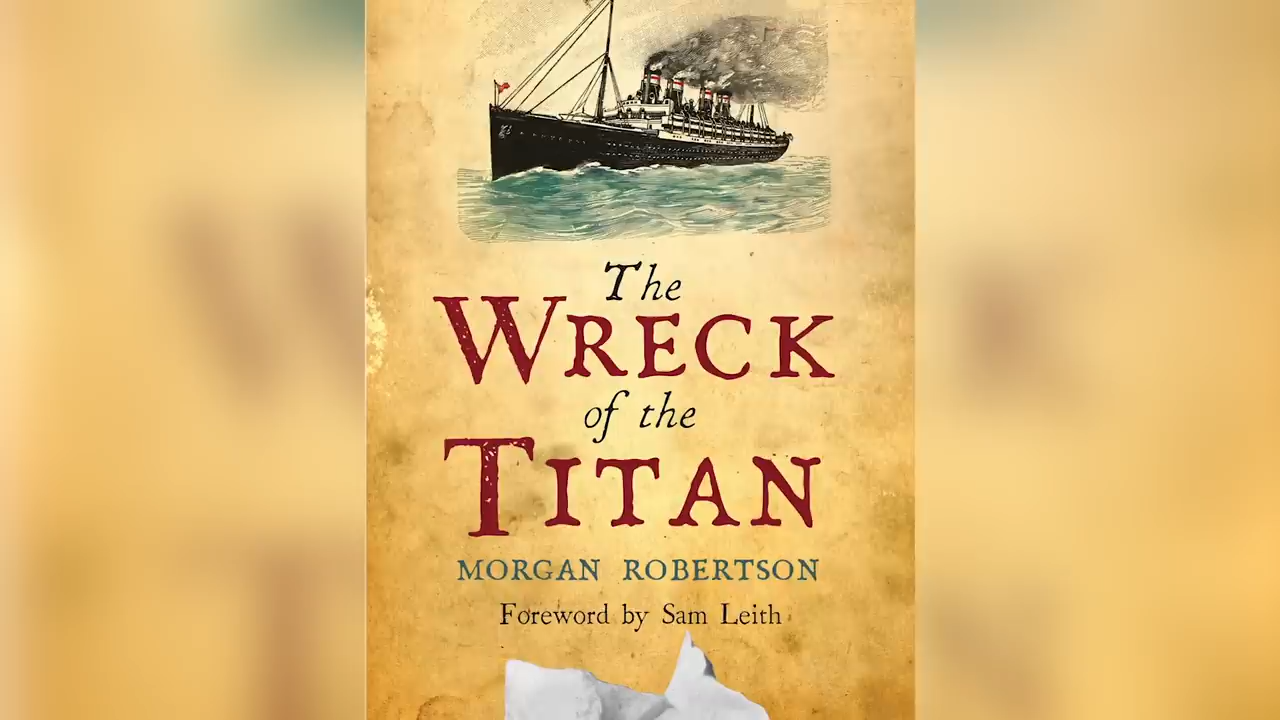 The
WRECK
of the
TITAN
MORGAN ROBERTSON
Foreword by Sam Leith